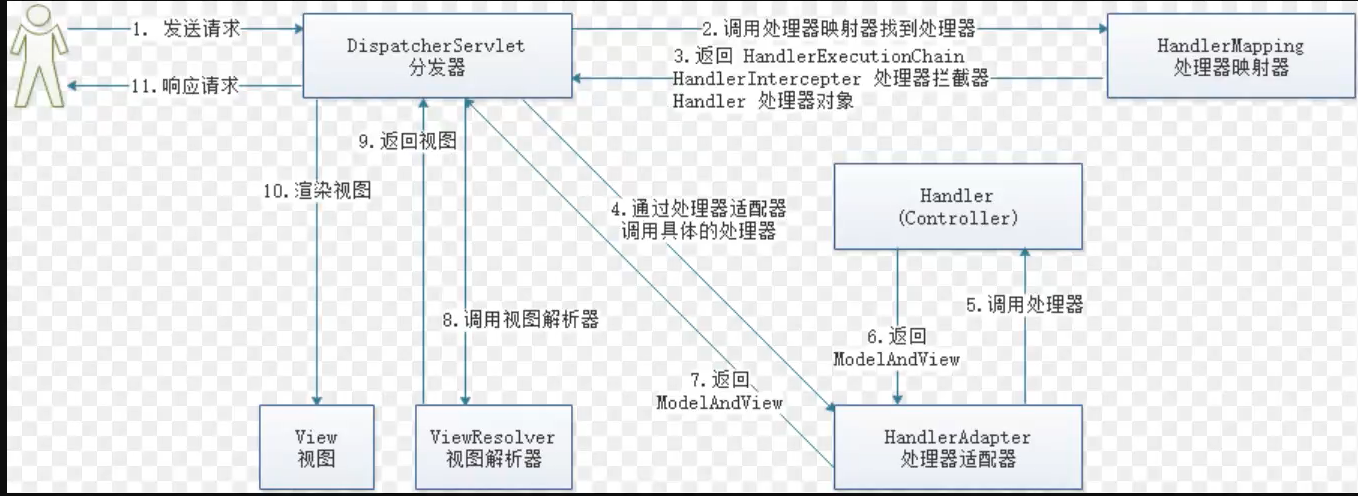 1. 发送请求
DispatcherServlet
分发器
2.调用处理器映射器找到处理器
HandlerMapping
处理器映射器
3.返回 HandlerExecutionChain
HandlerIntercepter 处理器拦截器
Handler 处理器对象
11.响应请求
9.返回视图
10.渲染视图
4.通过处理器适配器
调用具体的处理器
Handler
(Controller)
5.调用处理器
8.调用视图解析器
6.返回
ModelAndView
7.返回
ModelAndView
View
视图
ViewResolver
视图解析器
HandlerAdapter
处理器适配器